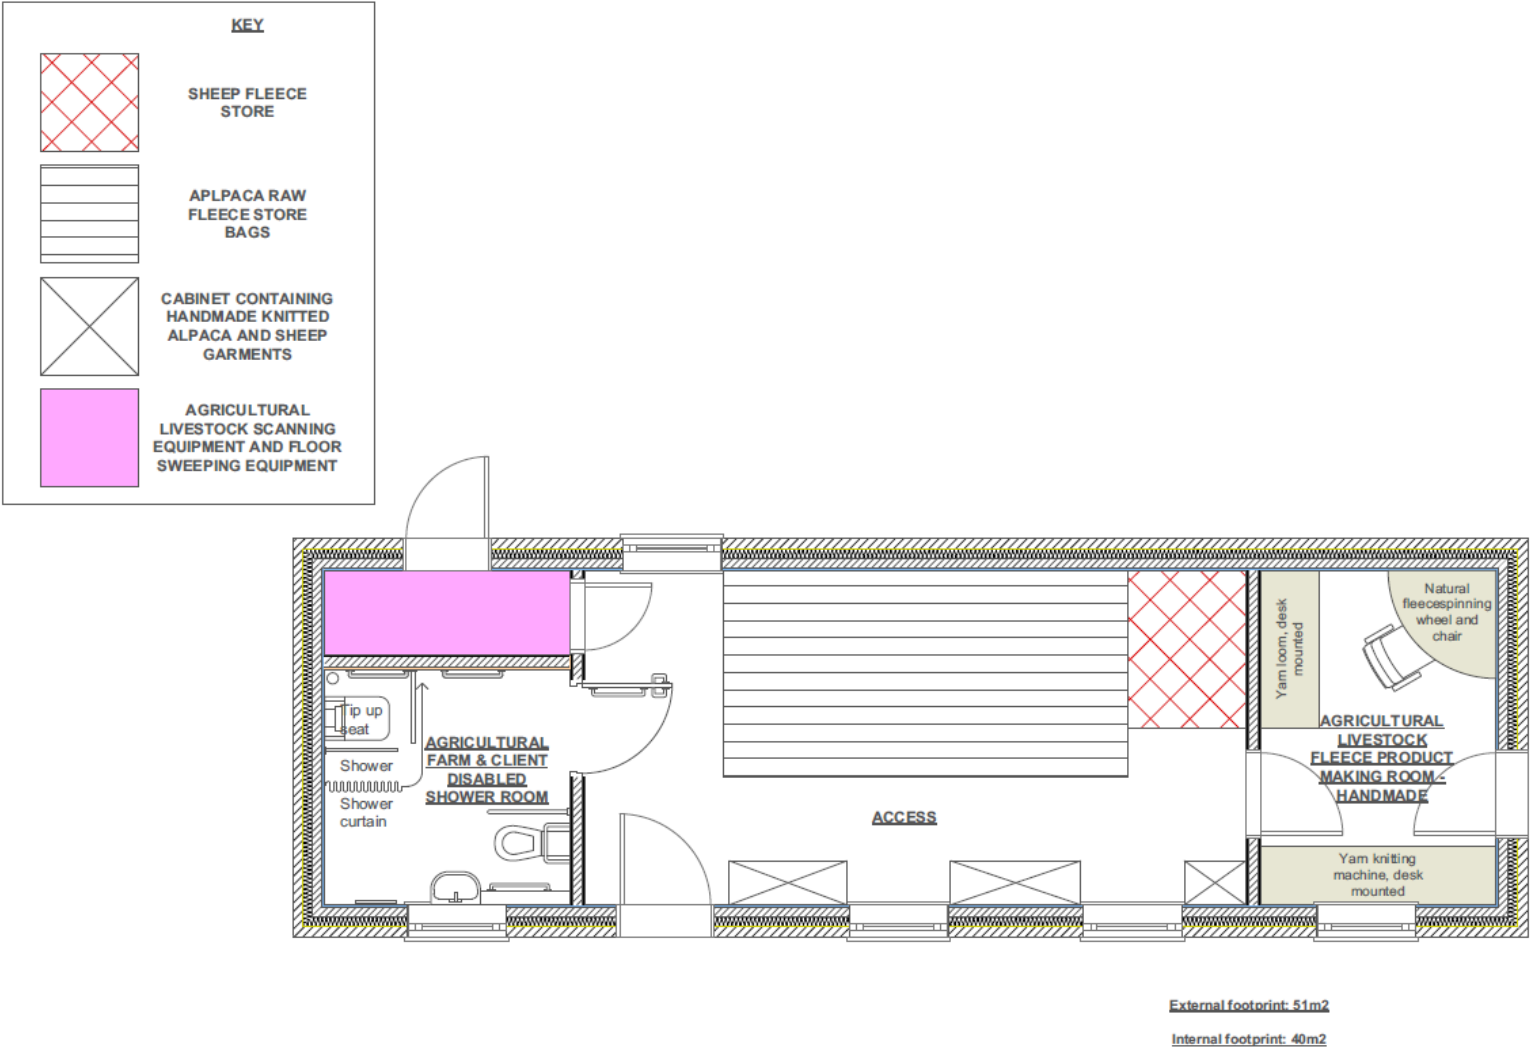 KEY
SHEEP FLEECE
STORE
APLPACA RAW
FLEECE STORE
BAGS
CABINET CONTAINING
HANDMADE KNITTED
ALPACA AND SHEEP
GARMENTS
AGRICULTURAL
LIVESTOCK SCANNING
EQUIPMENT AND FLOOR
SWEEPING EQUIPMENT
Tip up
seat
Shower
Shower
curtain
AGRICULTURAL
FARM & CLIENT
DISABLED
SHOWER ROOM
ACCESS
Yarn loom, desk
mounted
Natural
fleecespinning
wheel and
chair
AGRICULTURAL
LIVESTOCK
FLEECE PRODUCT
MAKING ROOM -
HANDMADE
Yarn knitting
machine, desk
mounted
External footprint: 51m2
Internal footprint: 40m2